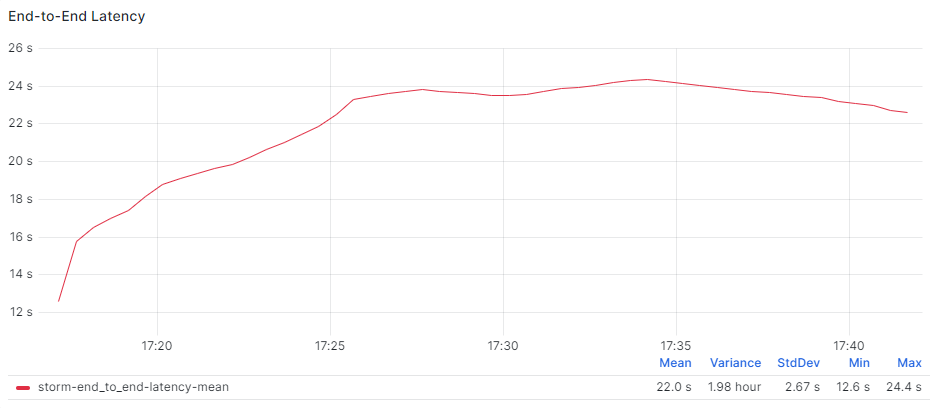 End-to-End Latency
26 s
24 s
22 s
20 s
18 s
16 s
14 s
12 s
17:20 17:25 17:30 17:35 17:40
Mean Variance StdDev Min Max
storm-end_to_end-latency-mean 22.0 s 1.98 hour 2.67 s 12.6 s 24.4 s